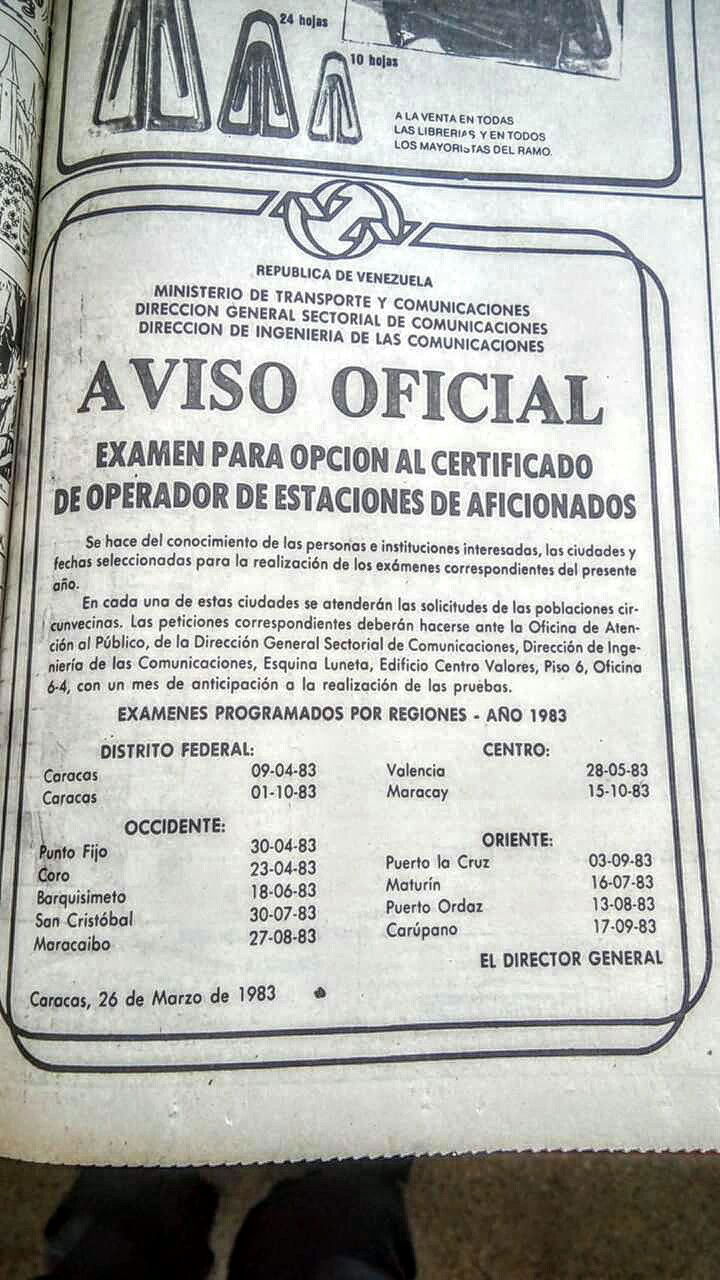 24 hojas
10 hojas
A LA VENTA EN TODAS
LAS LIBRERIAS Y EN TODOS
LOS MAYORISTAS DEL RAMO.
REPUBLICA DE VENEZUELA
MINISTERIO DE TRANSPORTE Y COMUNICACIONES
DIRECCION GENERAL SECTORIAL DE COMUNICACIONES
DIRECCION DE INGENIERIA DE LAS COMUNICACIONES
AVISO OFICIAL
EXAMEN PARA OPCION AL CERTIFICADO
DE OPERADOR DE ESTACIONES DE AFICIONADOS
Se hace del conocimiento de las personas e instituciones interesadas, las ciudades y
fechas seleccionadas para la realización de los exámenes correspondientes del presente
año.
En cada una de estas ciudades se atenderán las solicitudes de las poblaciones cir-
cunvecinas. Las peticiones correspondientes deberán hacerse ante la Oficina de Aten-
ción al Público, de la Dirección General Sectorial de Comunicaciones, Dirección de Inge-
niería de las Comunicaciones, Esquina Luneta, Edificio Centro Valores, Piso 6, Oficina
6-4, con un mes de anticipación a la realización de las pruebas.
EXAMENES PROGRAMADOS POR REGIONES - AÑO 1983
DISTRITO FEDERAL:
Caracas 09-04-83
Caracas 01-10-83
OCCIDENTE:
Punto Fijo 30-04-83
Coro 23-04-83
Barquisimeto 18-06-83
San Cristóbal 30-07-83
Maracaibo 27-08-83
CENTRO:
Valencia 28-05-83
Maracay 15-10-83
ORIENTE:
Puerto la Cruz 03-09-83
Maturín 16-07-83
Puerto Ordaz 13-08-83
Carúpano 17-09-83
EL DIRECTOR GENERAL
Caracas, 26 de Marzo de 1983